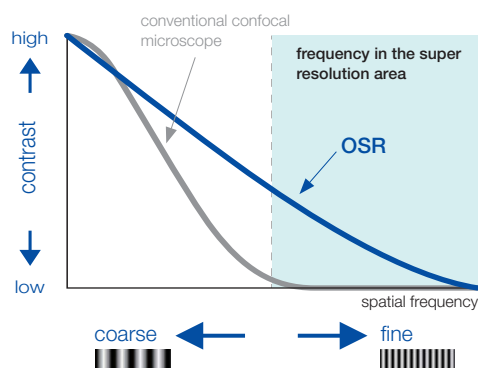 conventional confocal
microscope
high
frequency in the super
resolution area
contrast
OSR
low
spatial frequency
coarse
fine